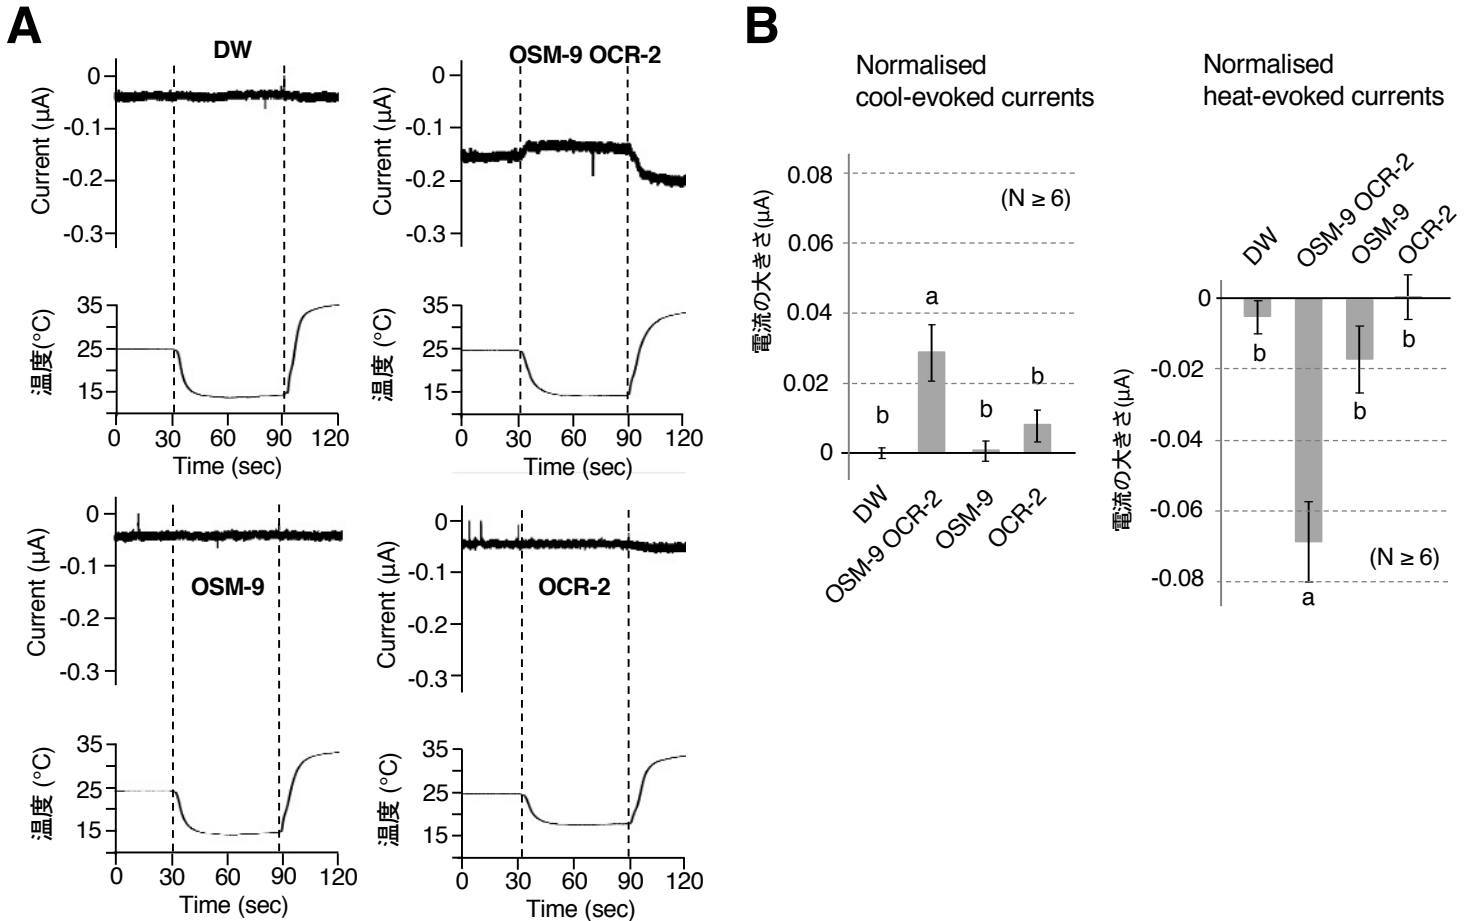 A
DW
0
-0.1
-0.2
-0.3
Current (μA)
35
25
15
温度(°C)
0 30 60 90 120
Time (sec)
OSM-9 OCR-2
0
-0.1
-0.2
-0.3
Current (μA)
35
25
15
温度 (°C)
0 30 60 90 120
Time (sec)
0
-0.1
-0.2
-0.3
Current (μA)
OSM-9
35
25
15
温度 (°C)
0 30 60 90 120
Time (sec)
0
-0.1
-0.2
-0.3
Current (μA)
OCR-2
35
25
15
温度 (°C)
0 30 60 90 120
Time (sec)
B
Normalised
cool-evoked currents
電流の大きさ(μA)
0.08
0.06
0.04
0.02
0
(N ≥ 6)
b
a
b
b
DW
OSM-9 OCR-2
OSM-9
OCR-2
Normalised
heat-evoked currents
DW
OSM-9 OCR-2
OSM-9
OCR-2
電流の大きさ(μA)
0
-0.02
-0.04
-0.06
-0.08
b
a
b
b
(N ≥ 6)